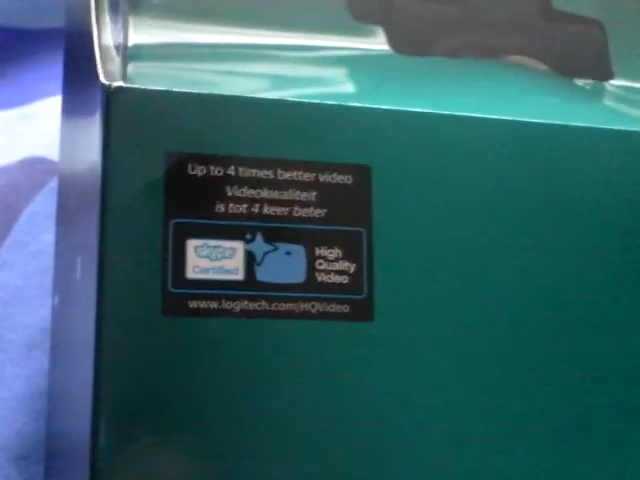 Up to 4 times better video
Videokwaliteit
is tot 4 keer beter
skype
Certified
High
Quality
Video
www.logitech.com/HQVideo